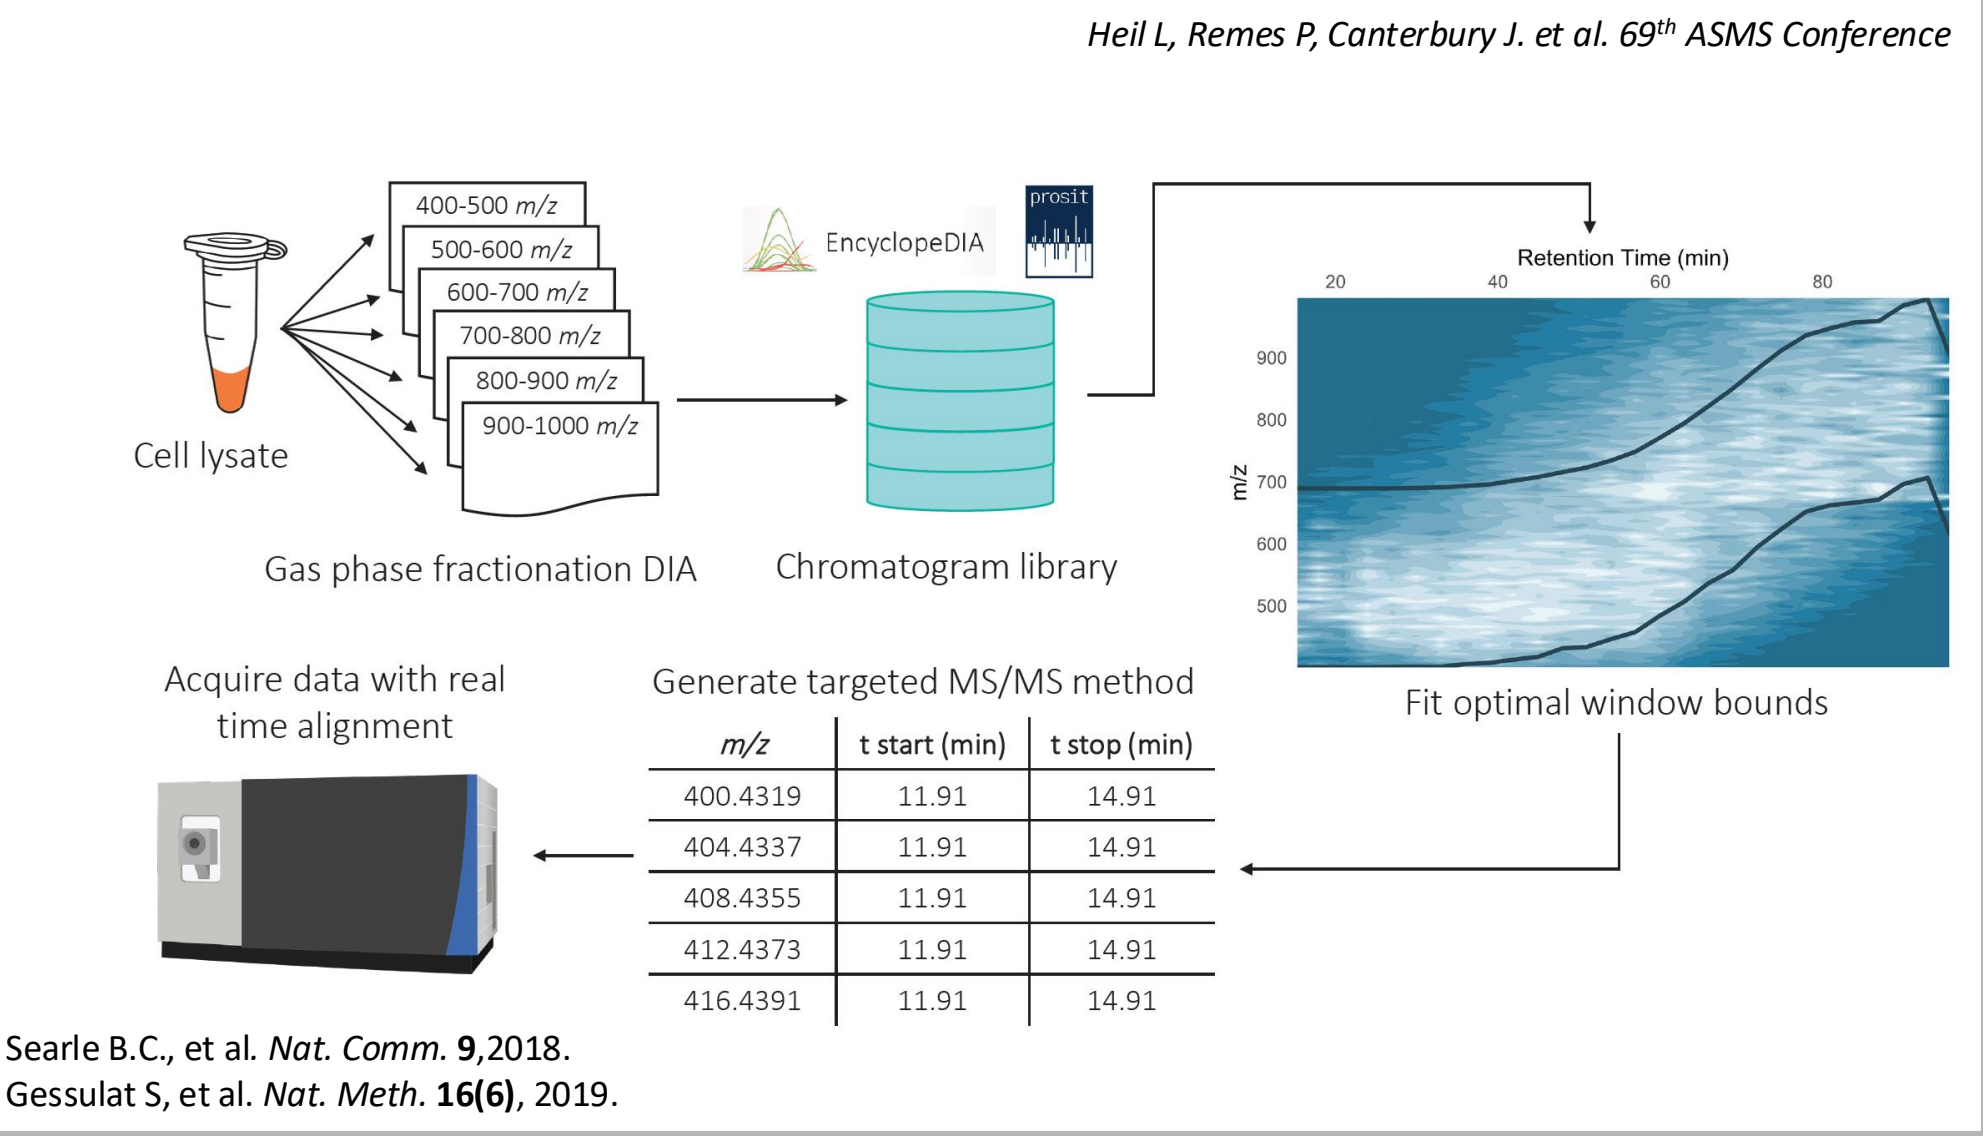 Heil L, Remes P, Canterbury J. et al. 69th ASMS Conference
400-500 m/z
500-600 m/z
600-700 m/z
700-800 m/z
800-900 m/z
900-1000 m/z
Cell lysate
Gas phase fractionation DIA
EncyclopeDIA
prosit
Chromatogram library
Retention Time (min)
20 40 60 80
m/z
900
800
700
600
500
Fit optimal window bounds
Generate targeted MS/MS method
m/z t start (min) t stop (min)
400.4319 11.91 14.91
404.4337 11.91 14.91
408.4355 11.91 14.91
412.4373 11.91 14.91
416.4391 11.91 14.91
Acquire data with real
time alignment
Searle B.C., et al. Nat. Comm. 9,2018.
Gessulat S, et al. Nat. Meth. 16(6), 2019.